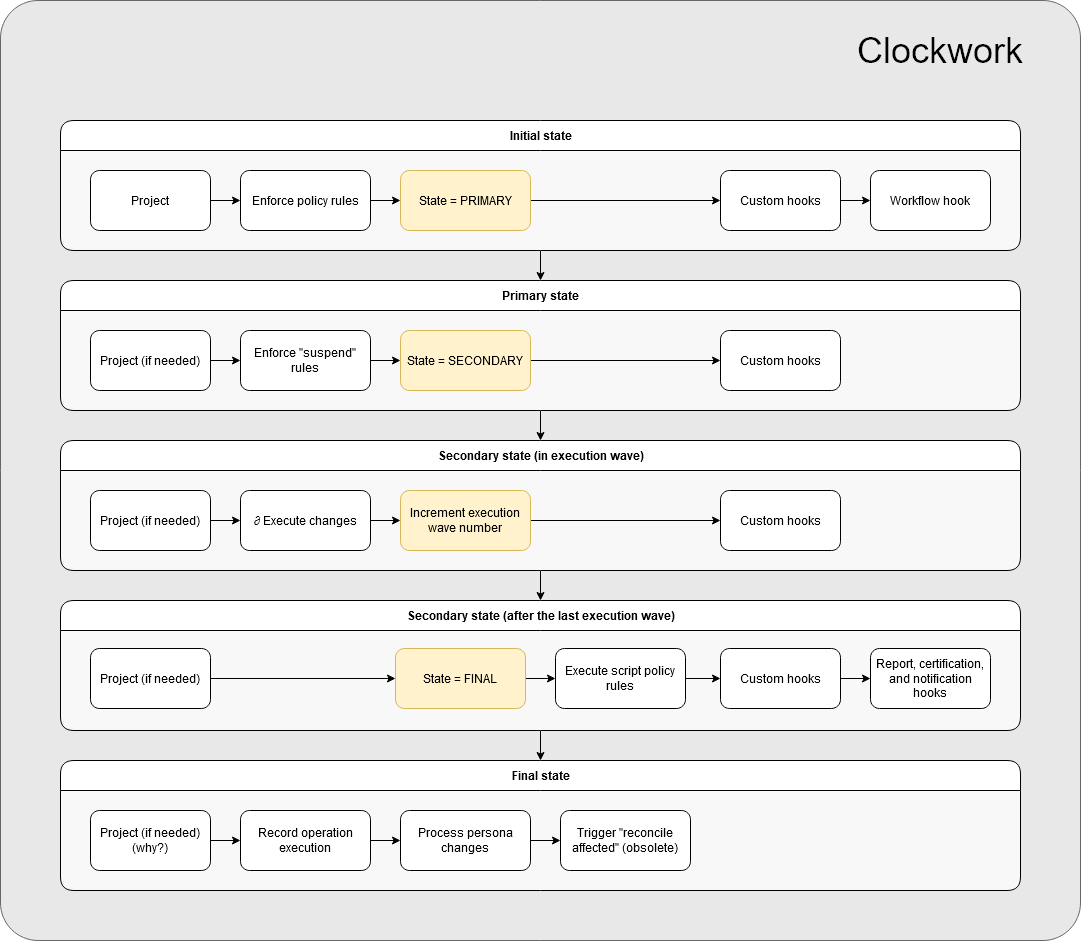 Clockwork
Initial state
Project
Enforce policy rules
State = PRIMARY
Custom hooks
Workflow hook
Primary state
Project (if needed)
Enforce "suspend"
rules
State = SECONDARY
Custom hooks
Secondary state (in execution wave)
Project (if needed)
∂ Execute changes
Increment execution
wave number
Custom hooks
Secondary state (after the last execution wave)
Project (if needed)
State = FINAL
Execute script policy
rules
Custom hooks
Report, certification,
and notification
hooks
Final state
Project (if needed)
(why?)
Record operation
execution
Process persona
changes
Trigger "reconcile
affected" (obsolete)